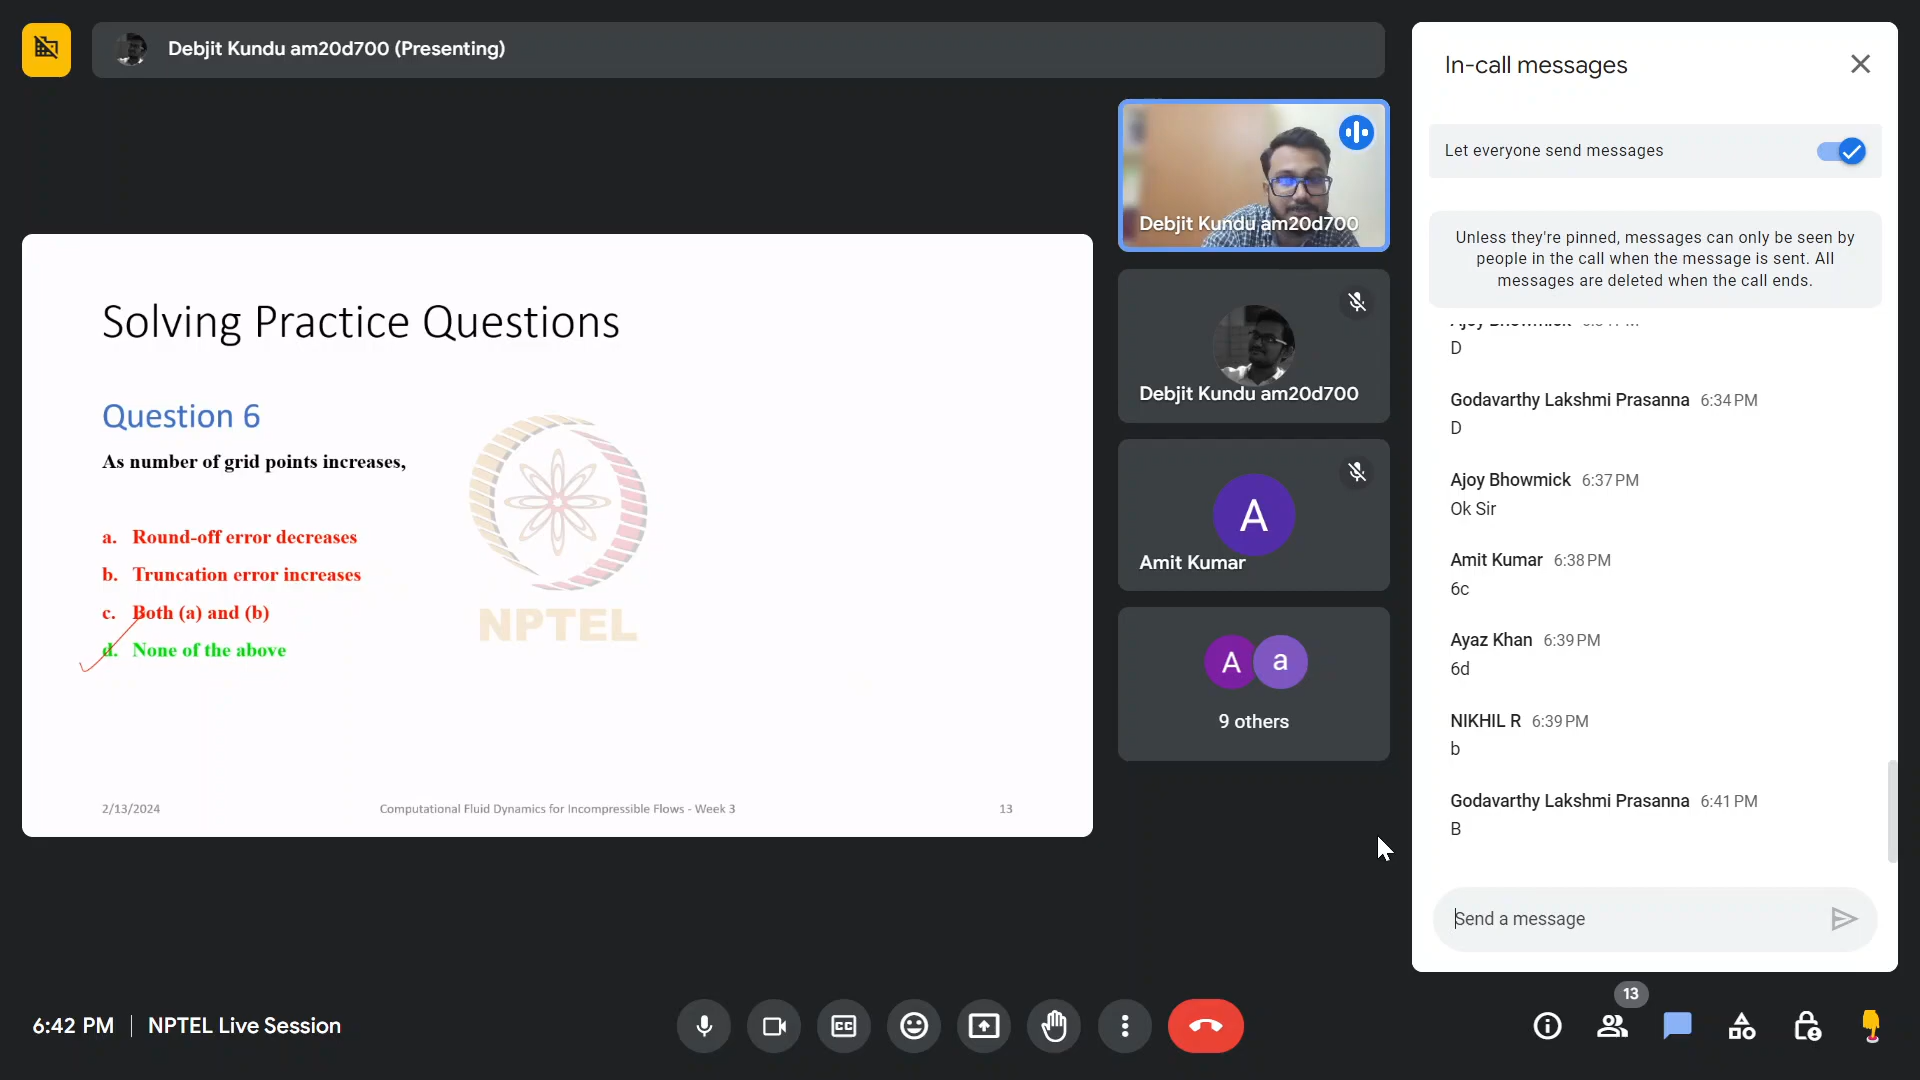 Debjit Kundu am20d700 (Presenting)
Solving Practice Questions
Question 6
As number of grid points increases,
a. Round-off error decreases
b. Truncation error increases
c. Both (a) and (b)
d. None of the above
NPTEL
2/13/2024
Computational Fluid Dynamics for Incompressible Flows - Week 3
13
Debjit Kundu am20d700
Debjit Kundu am20d700
A
Amit Kumar
A
a
9 others
In-call messages
Let everyone send messages
Unless they're pinned, messages can only be seen by
people in the call when the message is sent. All
messages are deleted when the call ends.
D
Godavarthy Lakshmi Prasanna 6:34 PM
D
Ajoy Bhowmick 6:37 PM
Ok Sir
Amit Kumar 6:38 PM
6c
Ayaz Khan 6:39 PM
6d
NIKHIL R 6:39 PM
b
Godavarthy Lakshmi Prasanna 6:41 PM
B
Send a message
6:42 PM | NPTEL Live Session
CC
13